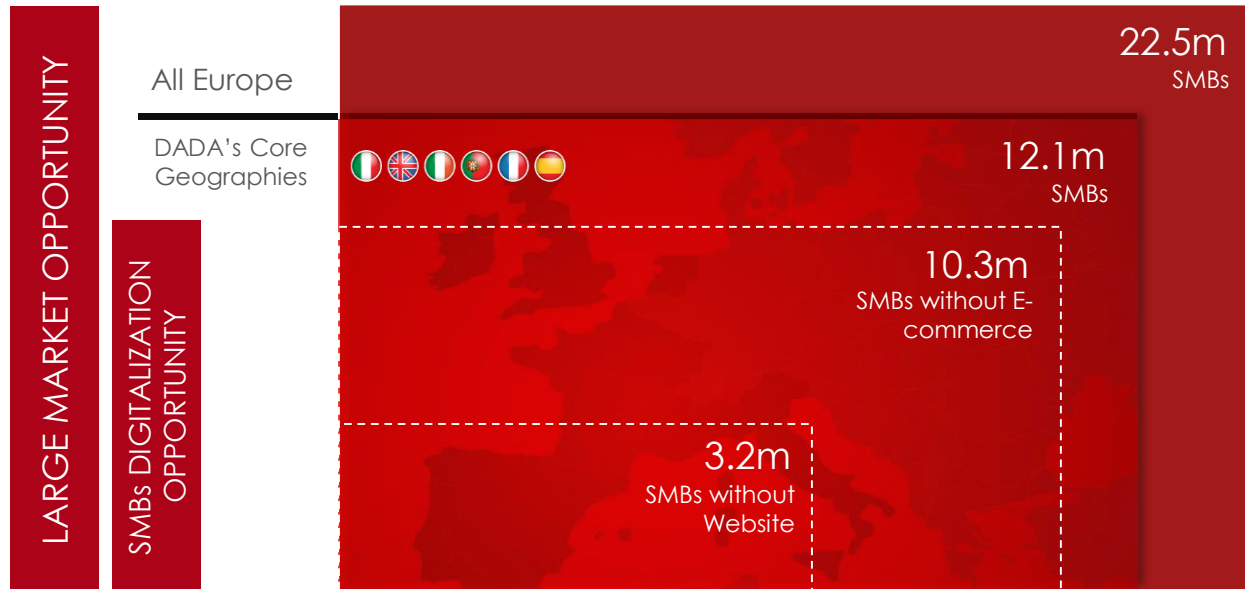 LARGE MARKET OPPORTUNITY
SMBs DIGITALIZATION
OPPORTUNITY
All Europe
DADA’s Core
Geographies
22.5m
SMBs
12.1m
SMBs
10.3m
SMBs without E-
commerce
3.2m
SMBs without
Website